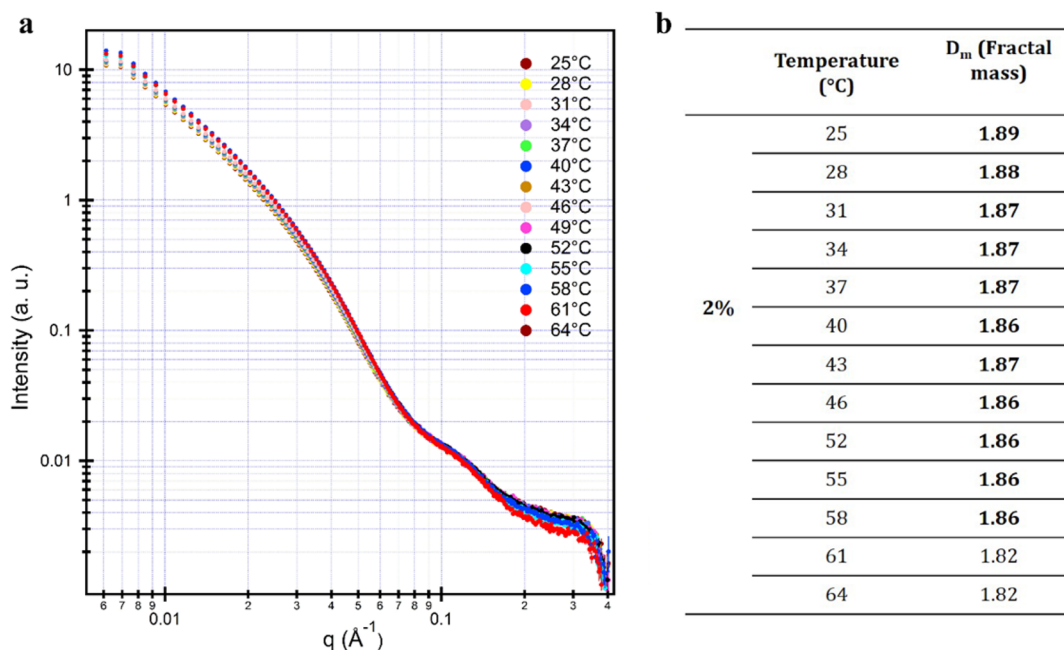 a
Intensity (a. u.)
10
1
0.1
0.01
25°C
28°C
31°C
34°C
37°C
40°C
43°C
46°C
49°C
52°C
55°C
58°C
61°C
64°C
6 7 8 9 2 3 4 5 6 7 8 9 2 3 4
0.01 0.1
q (Å⁻¹)
b
Temperature (°C) Dₘ (Fractal mass)
2%
25 1.89
28 1.88
31 1.87
34 1.87
37 1.87
40 1.86
43 1.87
46 1.86
52 1.86
55 1.86
58 1.86
61 1.82
64 1.82